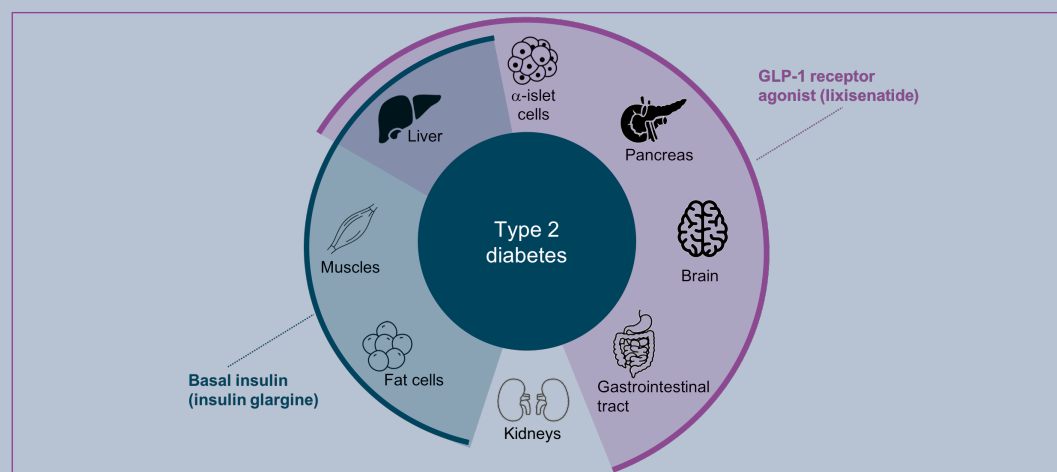 α-islet
cells
GLP-1 receptor
agonist (lixisenatide)
Liver
Pancreas
Type 2
diabetes
Muscles
Brain
Basal insulin
(insulin glargine)
Fat cells
Gastrointestinal
tract
Kidneys